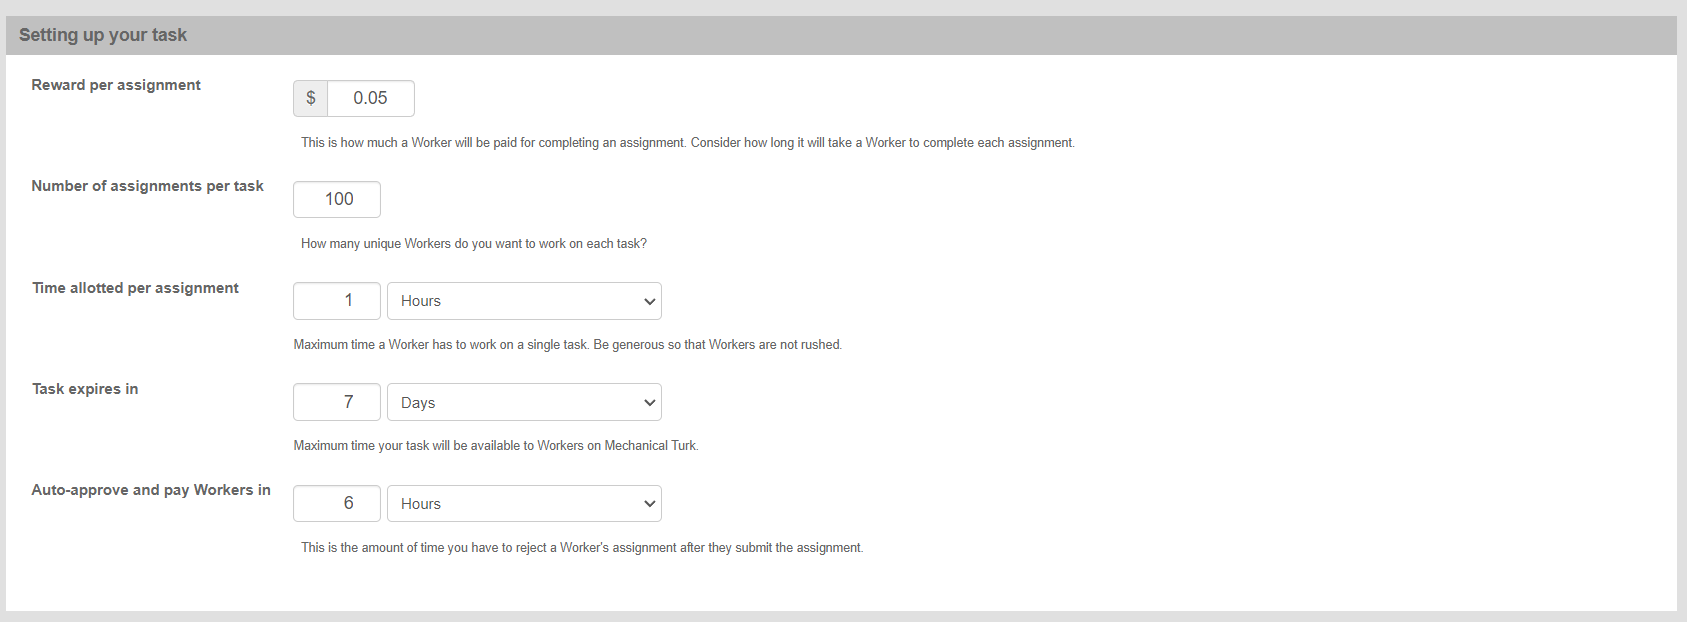 Setting up your task
Reward per assignment
$ 0.05
This is how much a Worker will be paid for completing an assignment. Consider how long it will take a Worker to complete each assignment.
Number of assignments per task
100
How many unique Workers do you want to work on each task?
Time allotted per assignment
1 Hours
Maximum time a Worker has to work on a single task. Be generous so that Workers are not rushed.
Task expires in
7 Days
Maximum time your task will be available to Workers on Mechanical Turk.
Auto-approve and pay Workers in
6 Hours
This is the amount of time you have to reject a Worker's assignment after they submit the assignment.